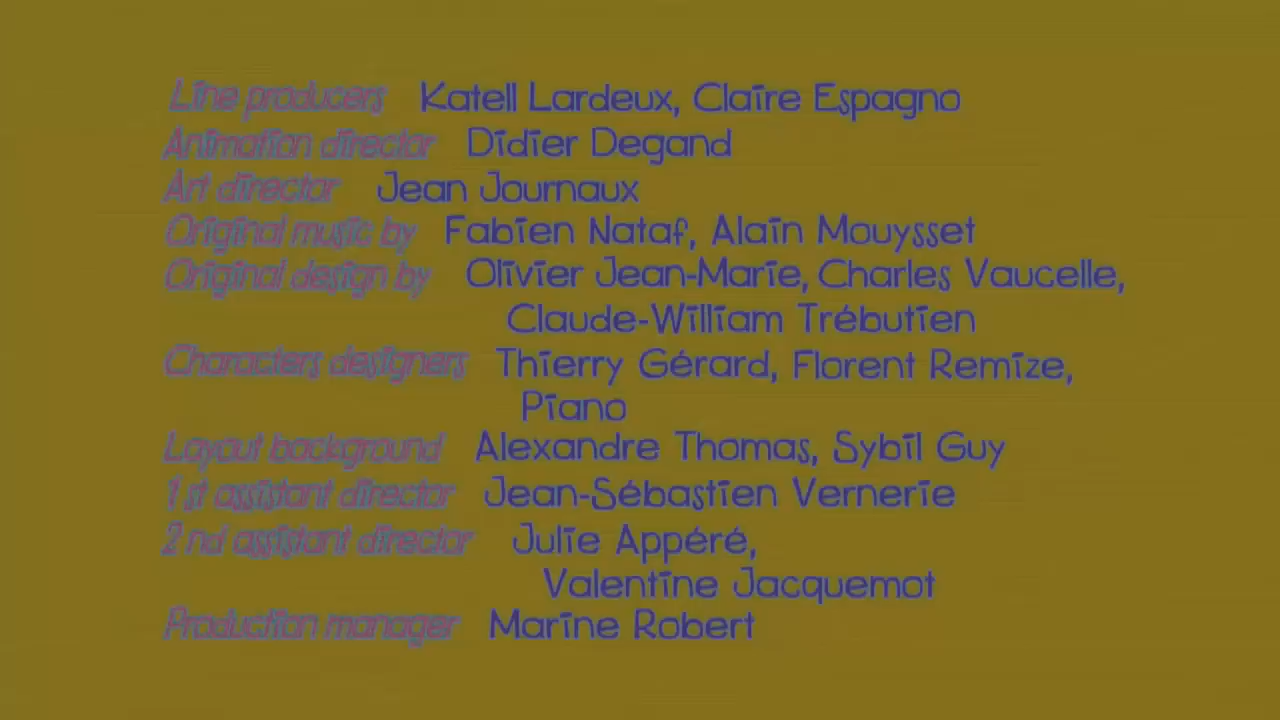 Line producers Katell Lardeux, Claire Espagno
Animation director Didier Degand
Art director Jean Journaux
Original music by Fabien Nataf, Alain Mouysset
Original design by Olivier Jean-Marie, Charles Vaucelle,
Claude-William Trébutien
Characters designers Thierry Gérard, Florent Remize,
Piano
Layout background Alexandre Thomas, Sybil Guy
1 st assistant director Jean-Sébastien Vernerie
2 nd assistant director Julie Appéré,
Valentine Jacquemot
Production manager Marine Robert